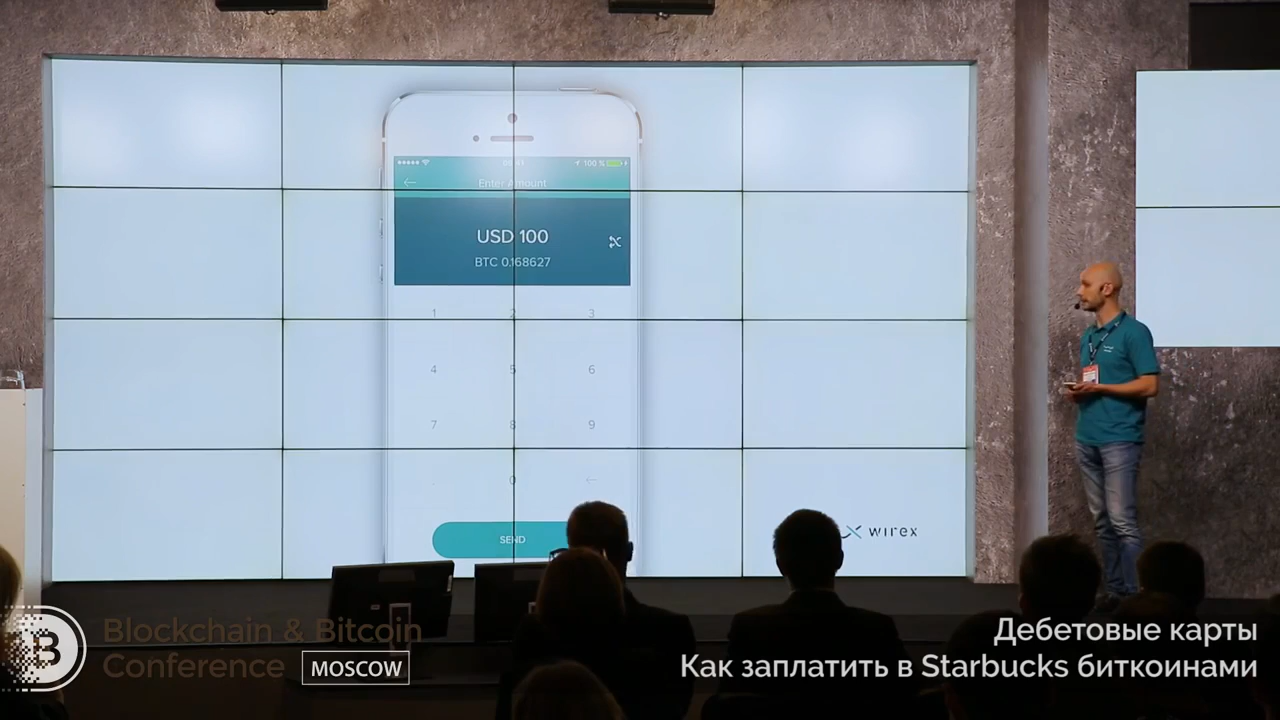 100 %
Enter Amount
USD 100
BTC 0.168627
1 2 3
4 5 6
7 8 9
0
SEND
wirex
B
Blockchain & Bitcoin
Conference MOSCOW
Дебетовые карты
Как заплатить в Starbucks биткоинами